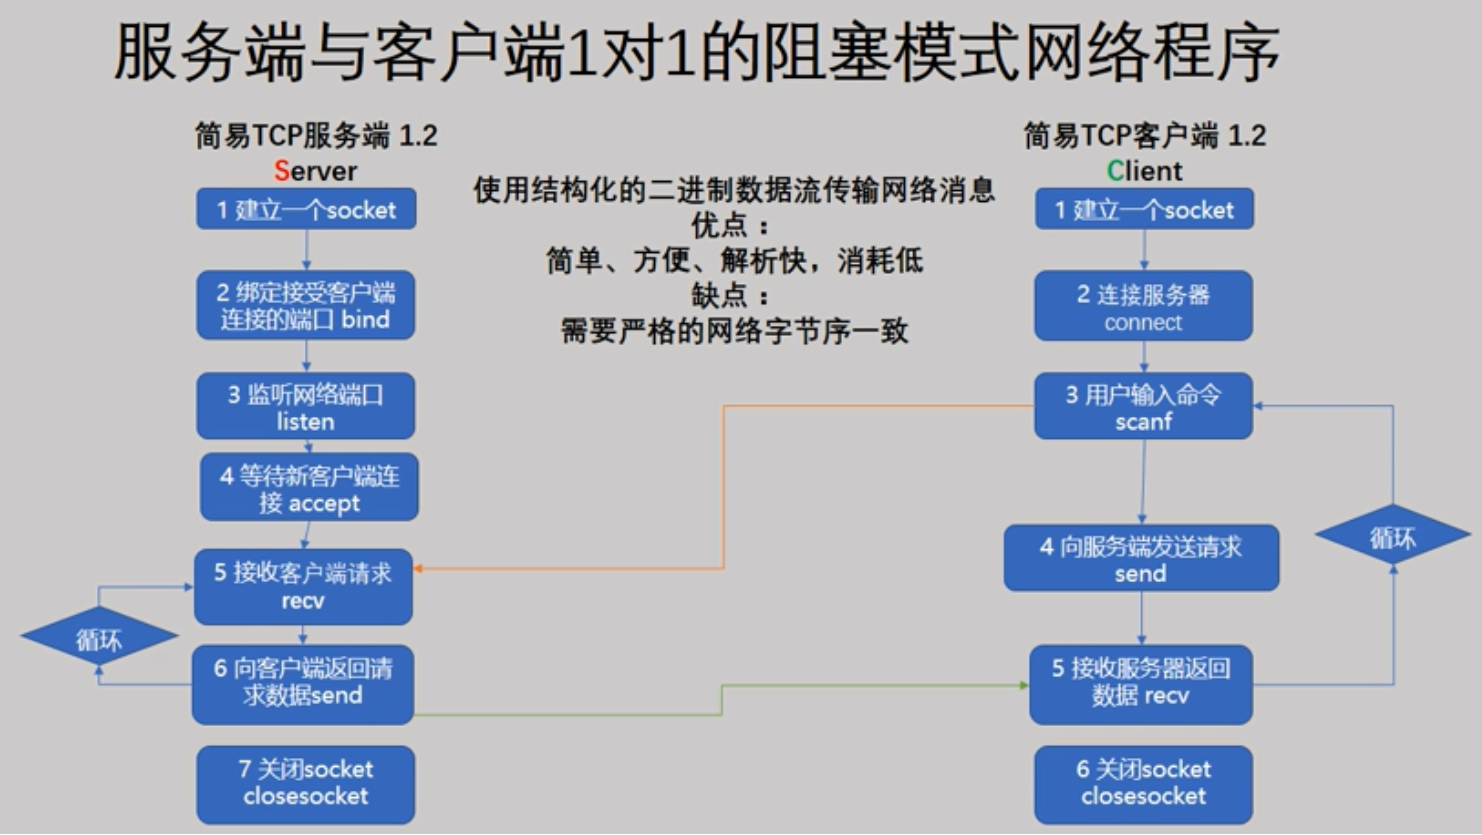 服务端与客户端1对1的阻塞模式网络程序
简易TCP服务端 1.2
Server
1 建立一个socket
2 绑定接受客户端
连接的端口 bind
3 监听网络端口
listen
4 等待新客户端连
接 accept
5 接收客户端请求
recv
循环
6 向客户端返回请
求数据send
7 关闭socket
closesocket
使用结构化的二进制数据流传输网络消息
优点：
简单、方便、解析快，消耗低
缺点：
需要严格的网络字节序一致
简易TCP客户端 1.2
Client
1 建立一个socket
2 连接服务器
connect
3 用户输入命令
scanf
4 向服务端发送请求
send
循环
5 接收服务器返回
数据 recv
6 关闭socket
closesocket